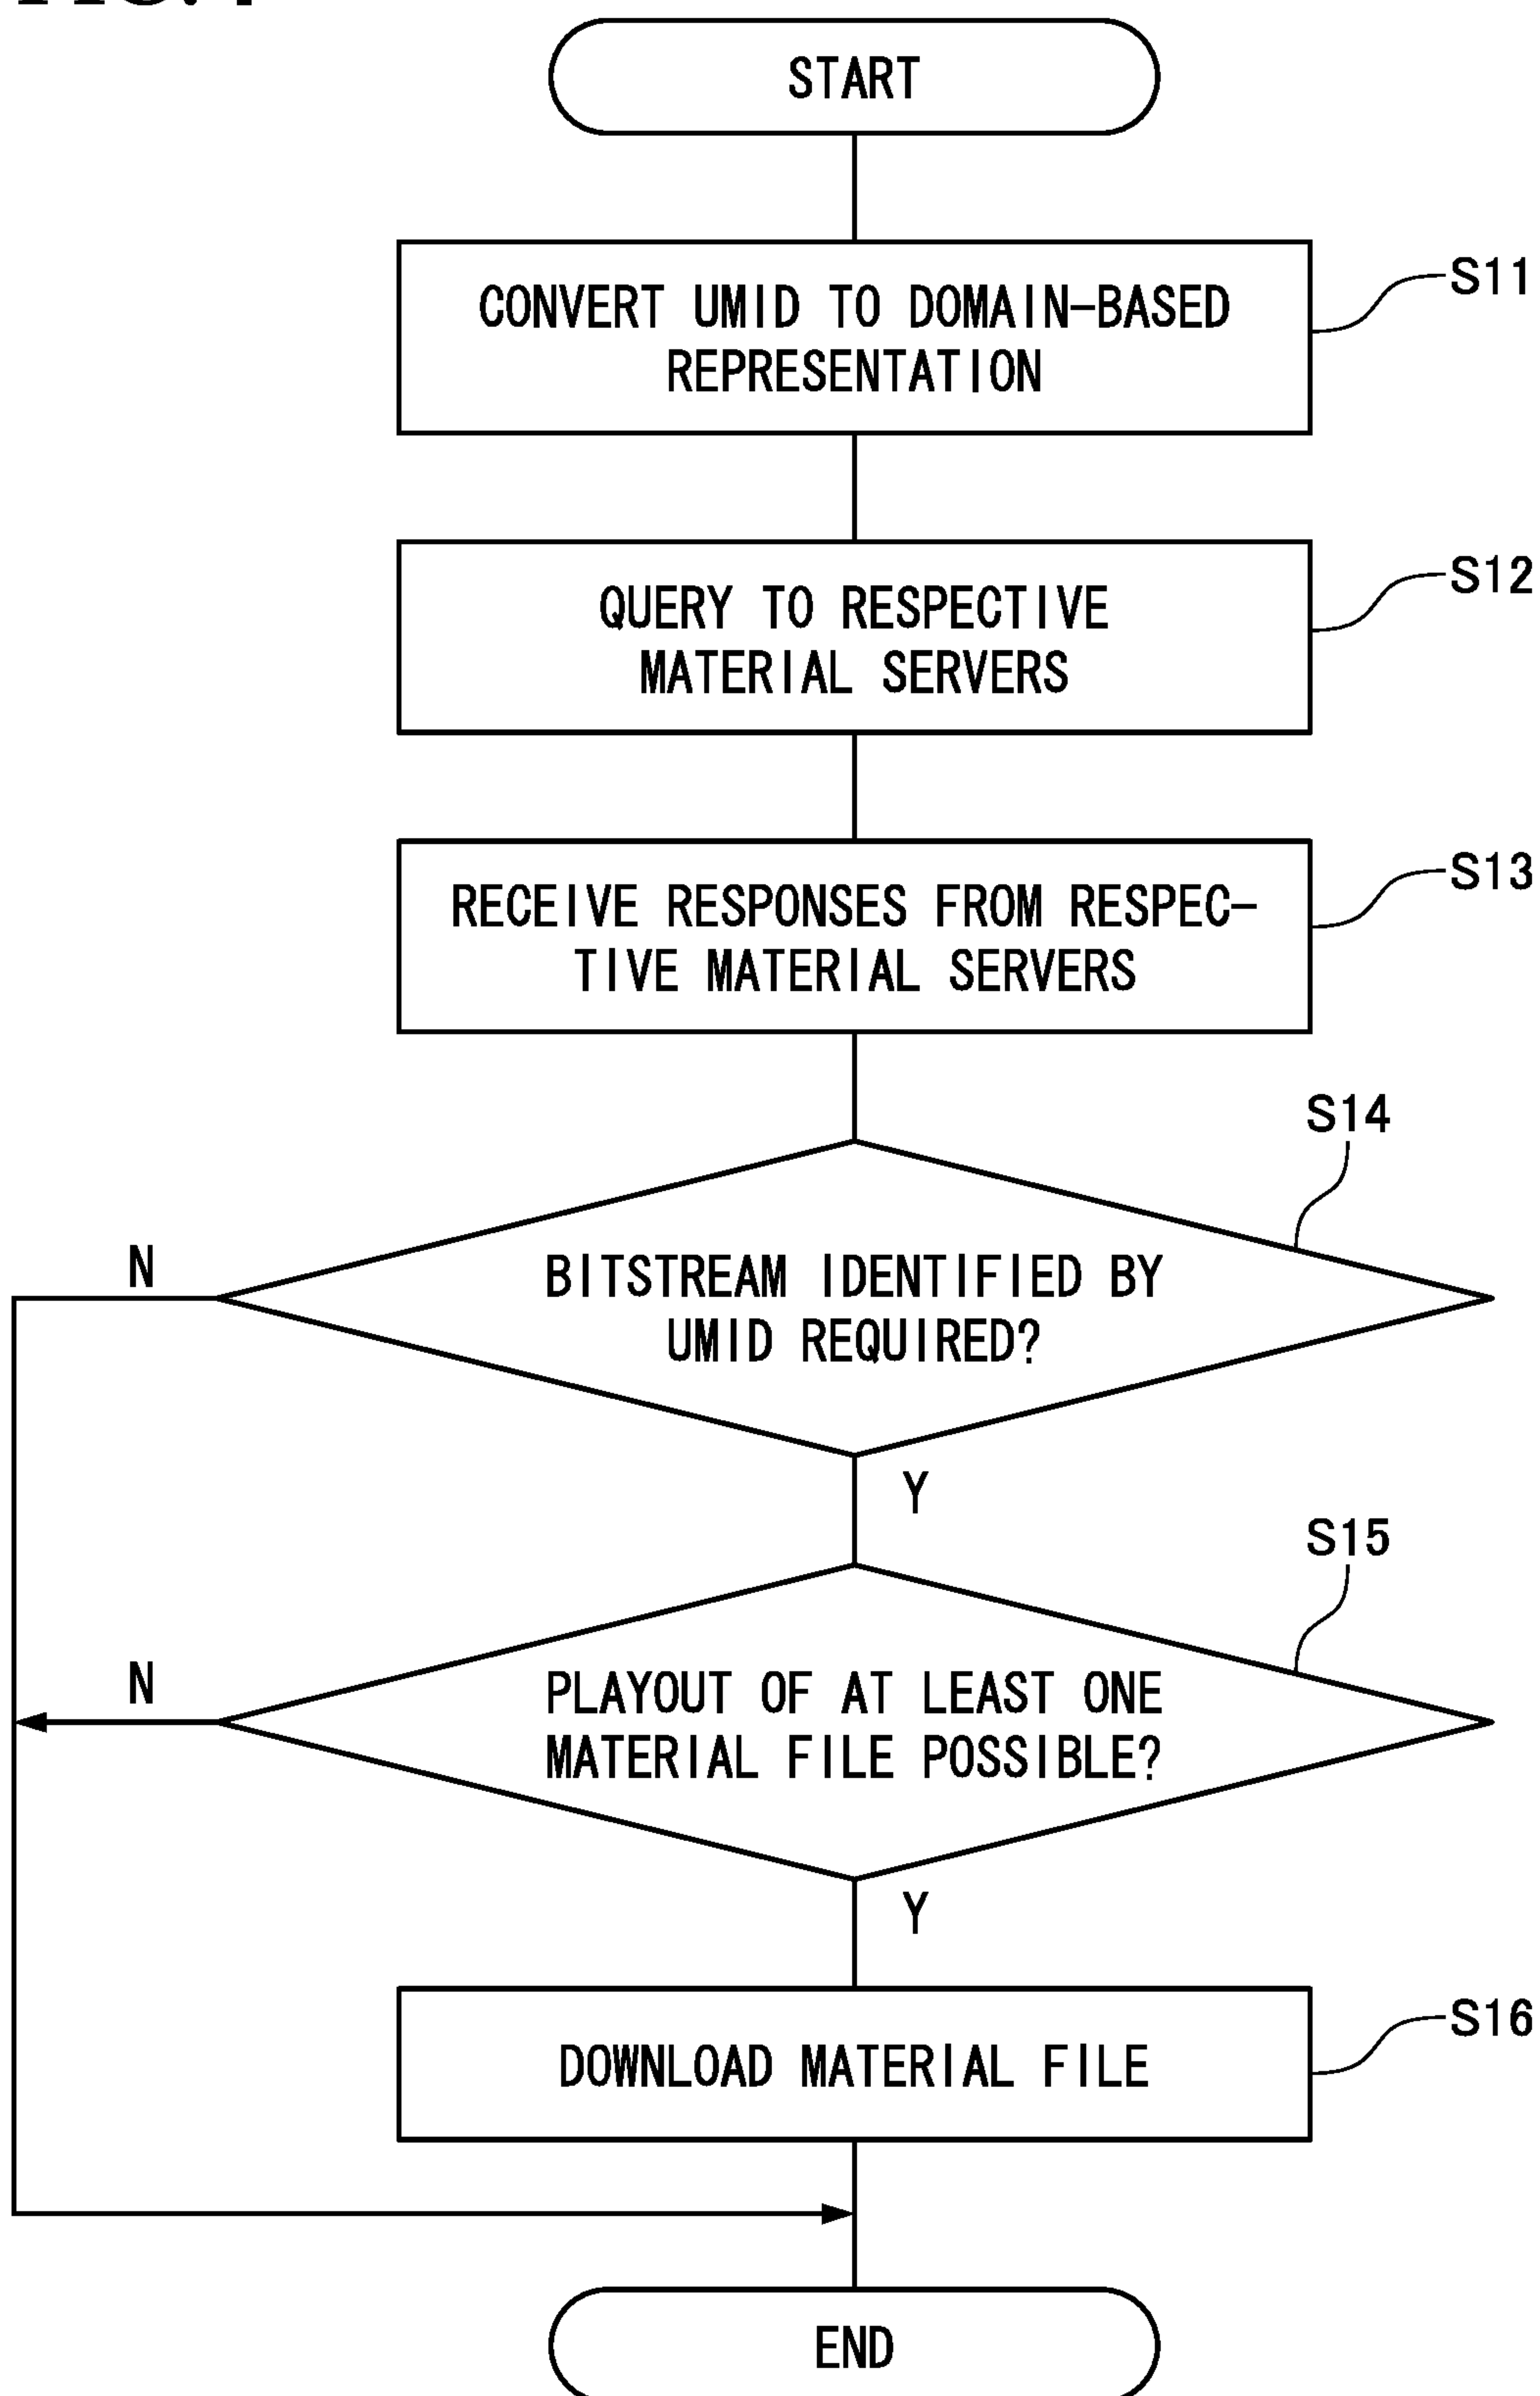 START
CONVERT UMID TO DOMAIN-BASED
REPRESENTATION
S11
QUERY TO RESPECTIVE
MATERIAL SERVERS
S12
RECEIVE RESPONSES FROM RESPEC-
TIVE MATERIAL SERVERS
S13
S14
N
BITSTREAM IDENTIFIED BY
UMID REQUIRED?
Y
S15
N
PLAYOUT OF AT LEAST ONE
MATERIAL FILE POSSIBLE?
Y
DOWNLOAD MATERIAL FILE
S16
END